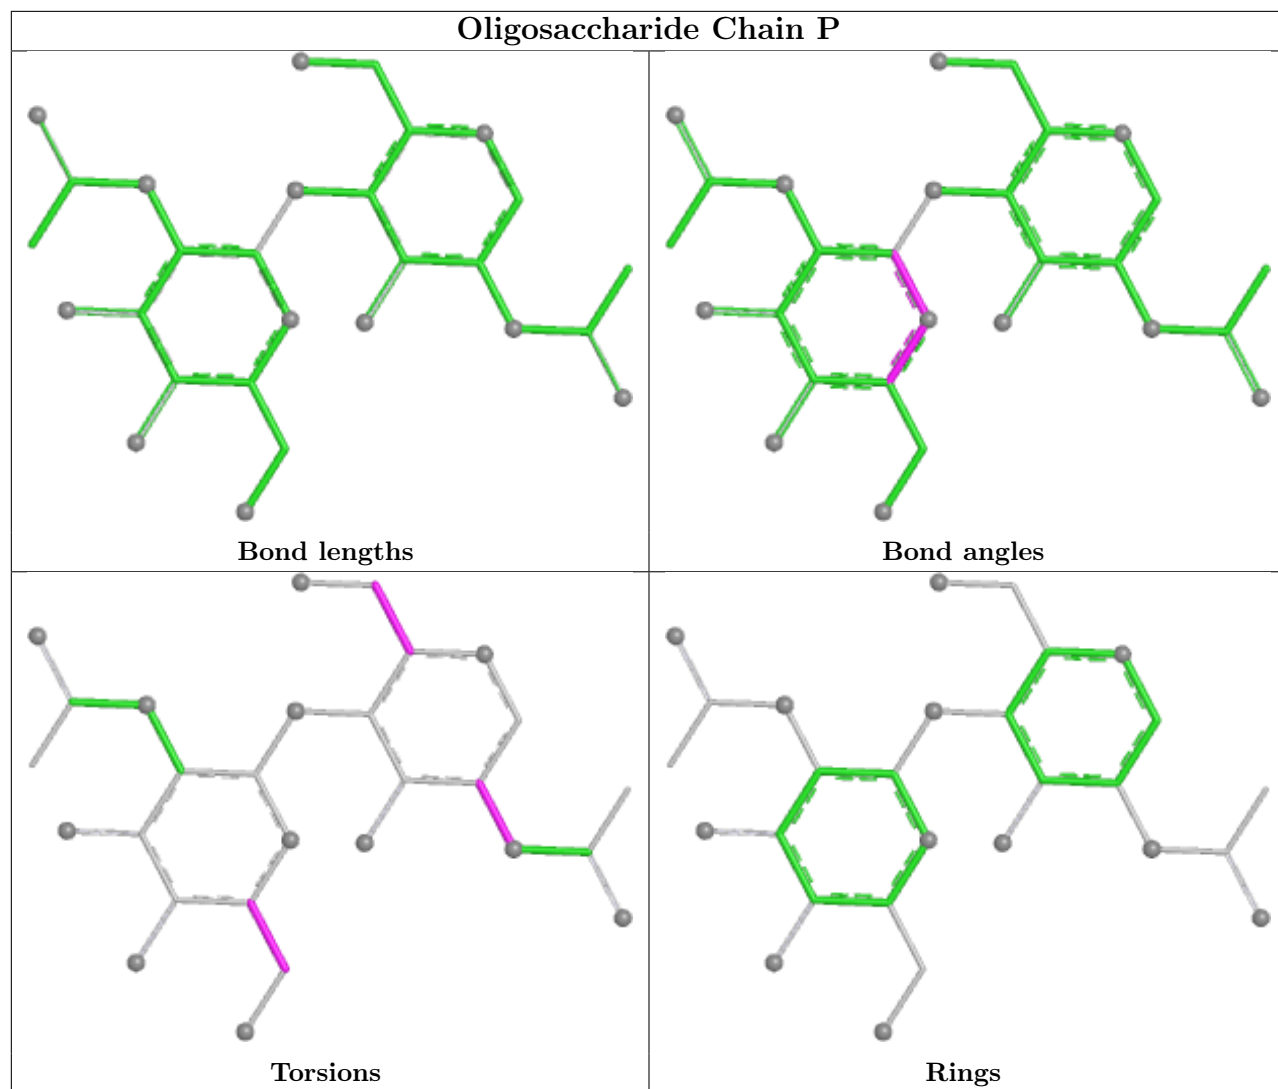 Oligosaccharide Chain P
Bond lengths
Bond angles
Torsions
Rings